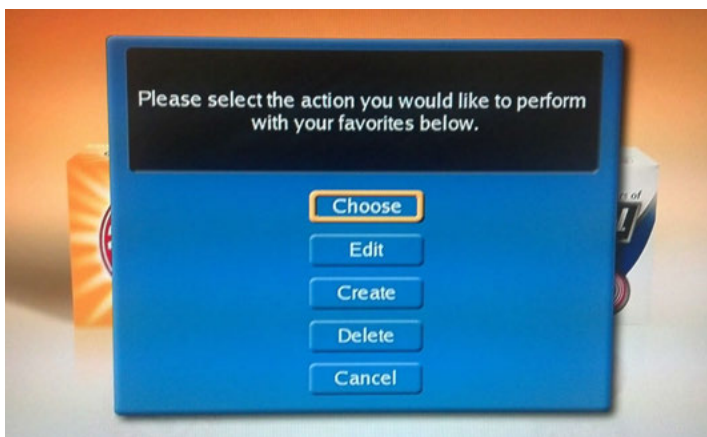 Please select the action you would like to perform
with your favorites below.
Choose
Edit
Create
Delete
Cancel